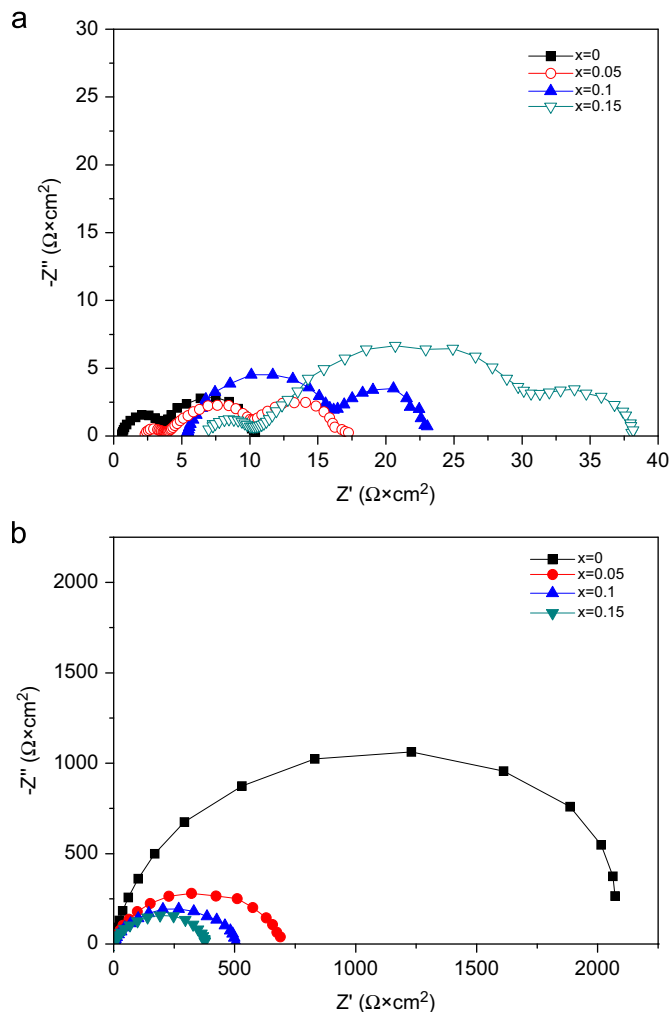 a
30
25
20
15
10
5
0
-Z" (Ω×cm²)
x=0
x=0.05
x=0.1
x=0.15
0 5 10 15 20 25 30 35 40
Z' (Ω×cm²)
b
2000
1500
1000
500
0
-Z" (Ω×cm²)
x=0
x=0.05
x=0.1
x=0.15
0 500 1000 1500 2000
Z' (Ω×cm²)